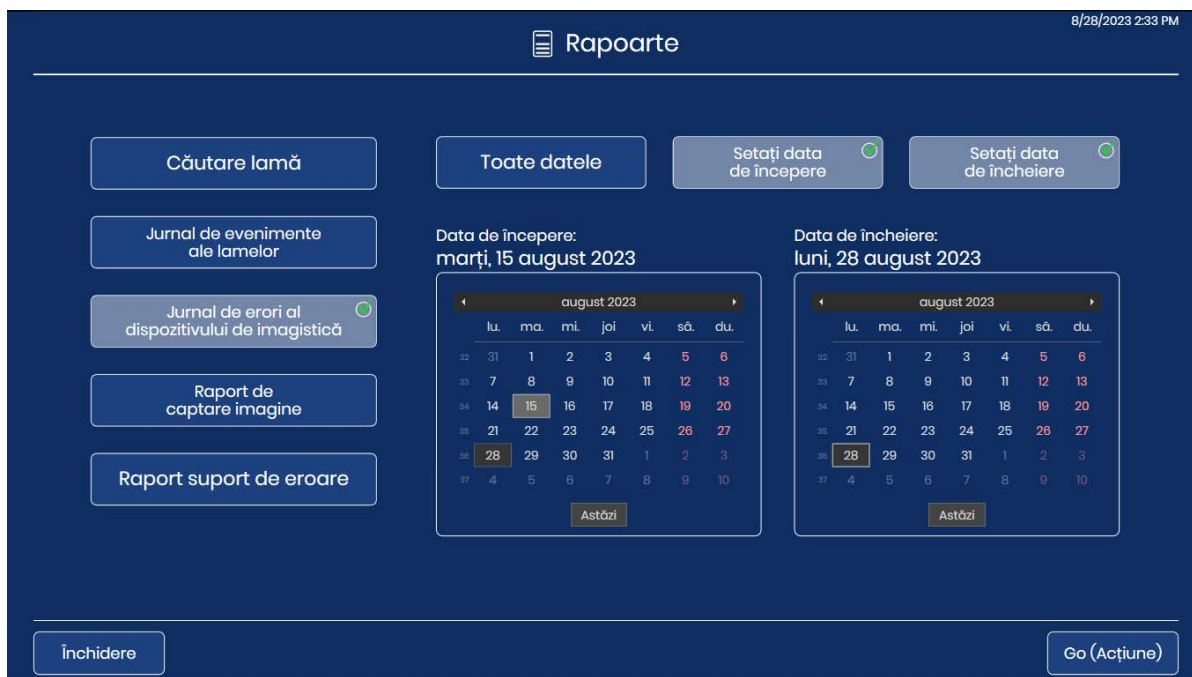 8/28/2023 2:33 PM
Rapoarte
Căutare lamă
Toate datele
Setați data
de începere
Setați data
de încheiere
Jurnal de evenimente
ale lamelor
Jurnal de erori al
dispozitivului de imagistică
Raport de
captare imagine
Raport suport de eroare
Data de începere:
marți, 15 august 2023
august 2023
lu. ma. mi. joi vi. sâ. du.
32 31 1 2 3 4 5 6
33 7 8 9 10 11 12 13
34 14 15 16 17 18 19 20
35 21 22 23 24 25 26 27
36 28 29 30 31 1 2 3
37 4 5 6 7 8 9 10
Astăzi
Data de încheiere:
luni, 28 august 2023
august 2023
lu. ma. mi. joi vi. sâ. du.
32 31 1 2 3 4 5 6
33 7 8 9 10 11 12 13
34 14 15 16 17 18 19 20
35 21 22 23 24 25 26 27
36 28 29 30 31 1 2 3
37 4 5 6 7 8 9 10
Astăzi
Închidere
Go (Acțiune)